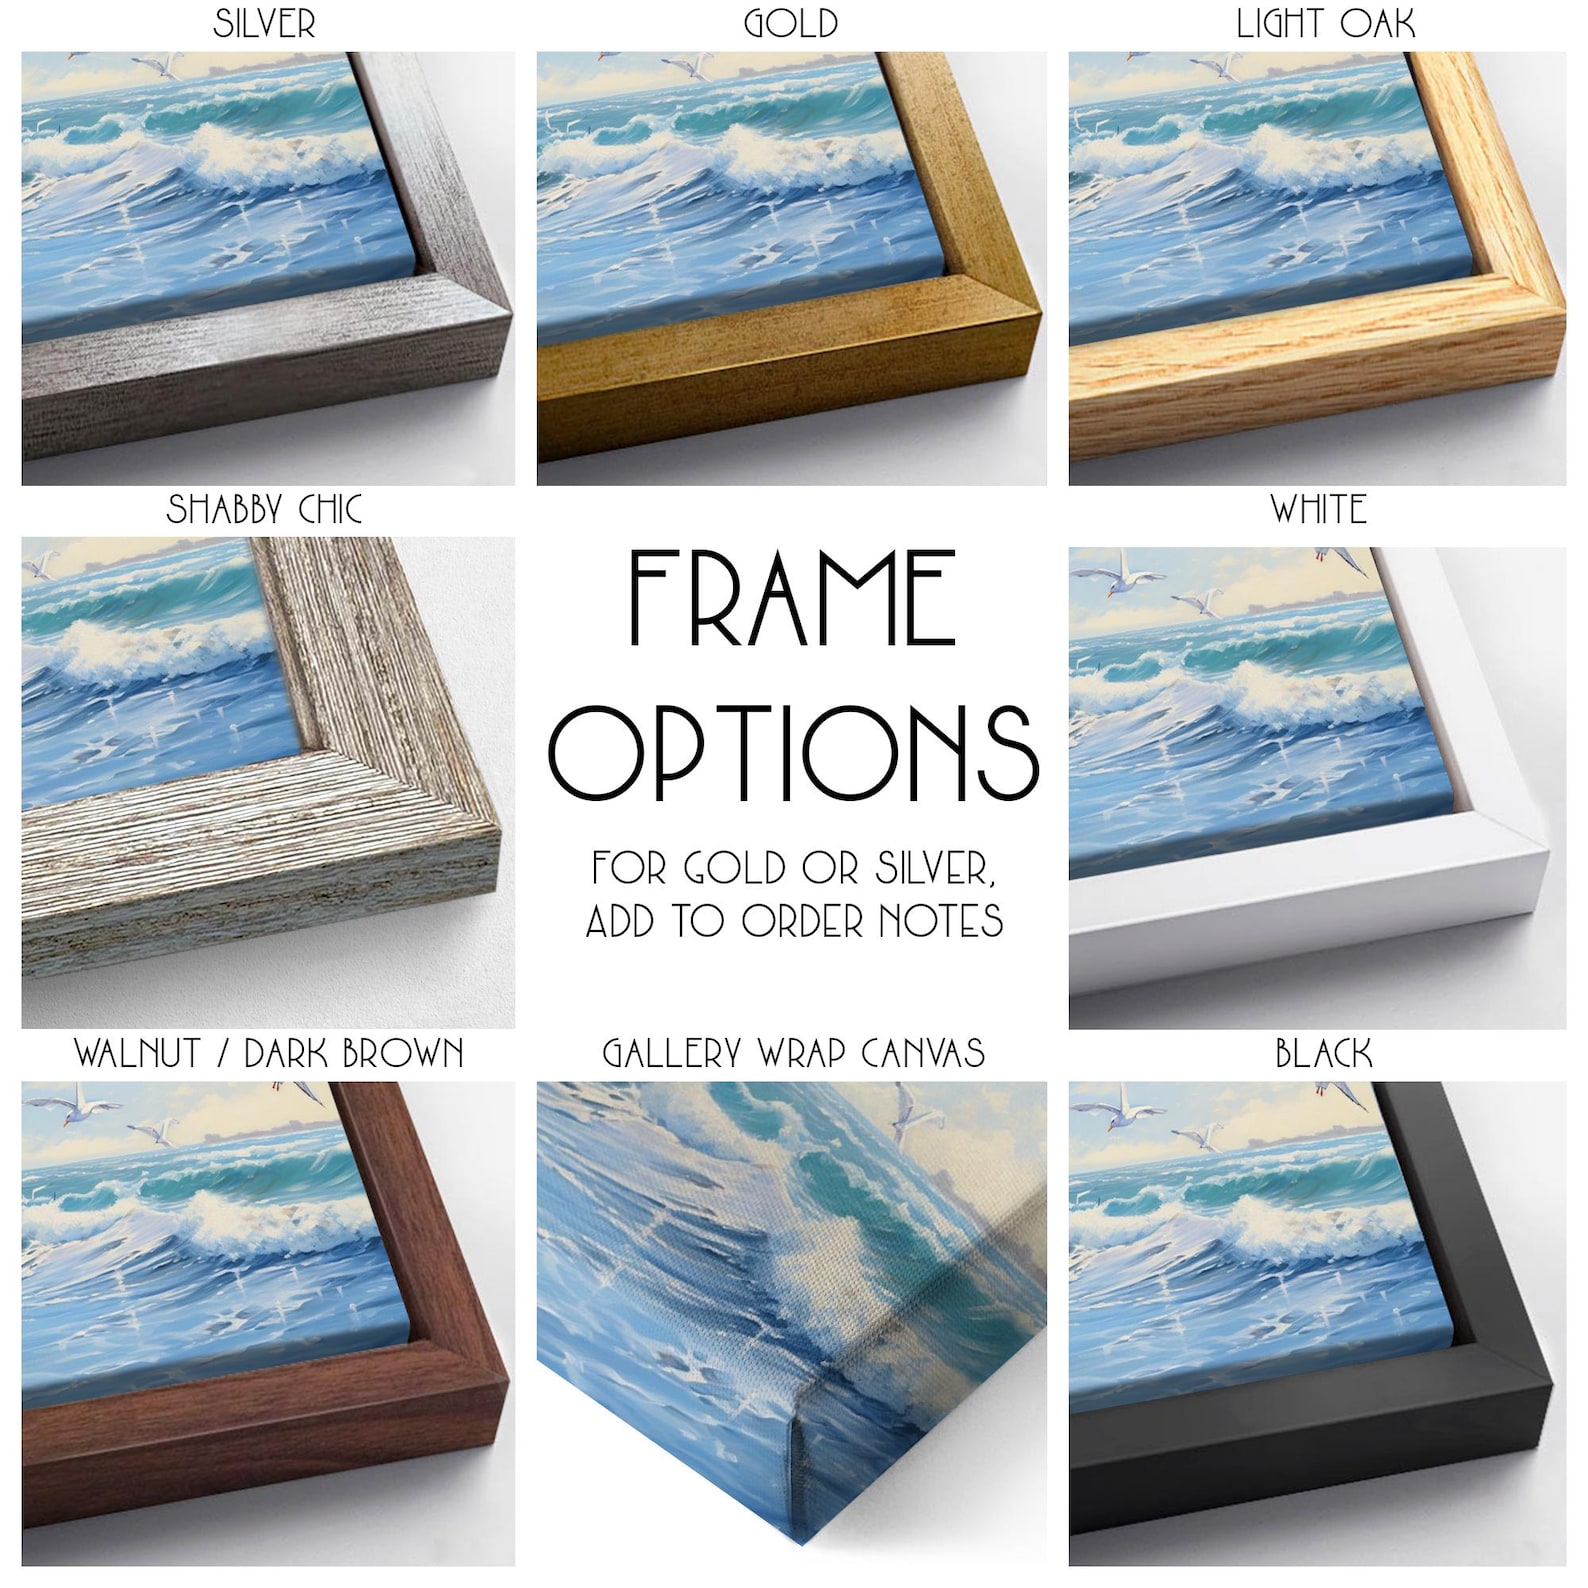 SILVER
GOLD
LIGHT OAK
SHABBY CHIC
WHITE
FRAME
OPTIONS
FOR GOLD OR SILVER,
ADD TO ORDER NOTES
WALNUT / DARK BROWN
GALLERY WRAP CANVAS
BLACK